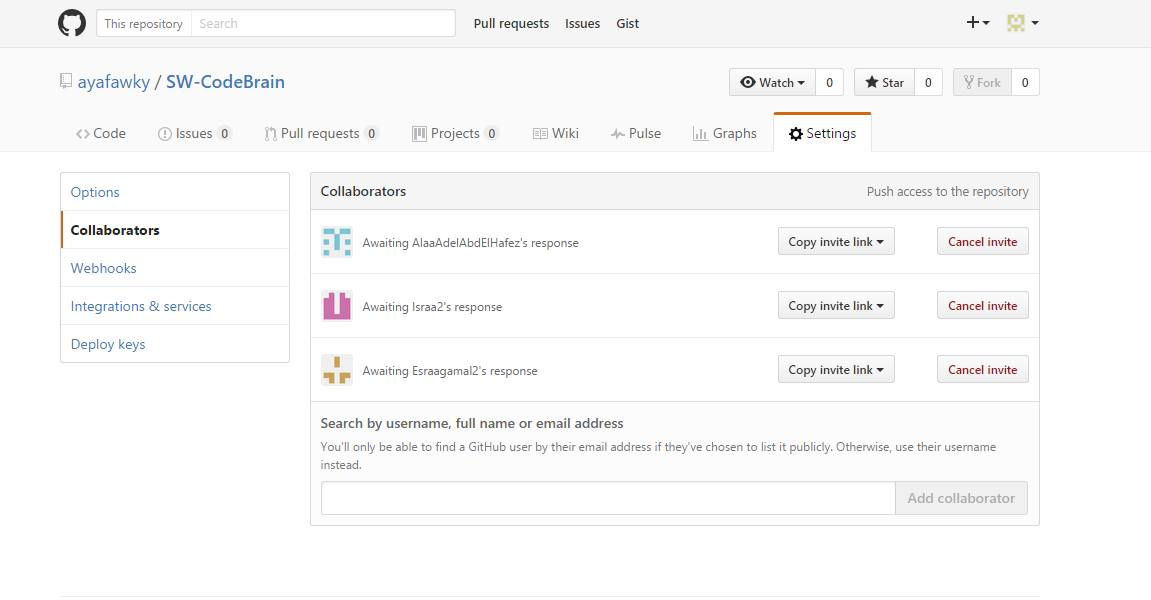 This repository Search Pull requests Issues Gist
ayafawky / SW-CodeBrain Watch 0 Star 0 Fork 0
Code Issues 0 Pull requests 0 Projects 0 Wiki Pulse Graphs Settings
Options
Collaborators
Webhooks
Integrations & services
Deploy keys
Collaborators Push access to the repository
Awaiting AlaaAdelAbdElHafez's response Copy invite link Cancel invite
Awaiting Israa2's response Copy invite link Cancel invite
Awaiting Esraagamal2's response Copy invite link Cancel invite
Search by username, full name or email address
You'll only be able to find a GitHub user by their email address if they've chosen to list it publicly. Otherwise, use their username
instead.
Add collaborator